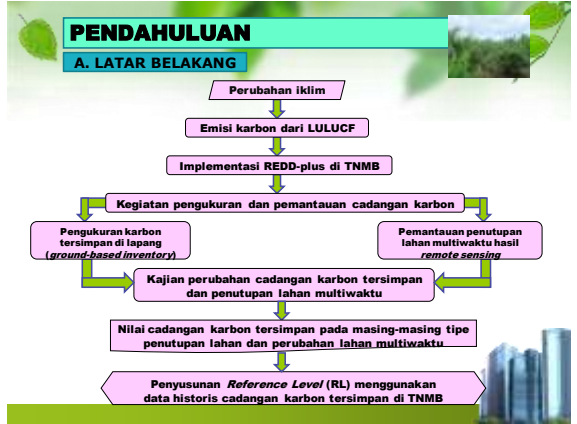 PENDAHULUAN
A. LATAR BELAKANG
Perubahan iklim
Emisi karbon dari LULUCF
Implementasi REDD-plus di TNMB
Kegiatan pengukuran dan pemantauan cadangan karbon
Pengukuran karbon
tersimpan di lapang
(ground-based inventory)
Pemantauan penutupan
lahan multiwaktu hasil
remote sensing
Kajian perubahan cadangan karbon tersimpan
dan penutupan lahan multiwaktu
Nilai cadangan karbon tersimpan pada masing-masing tipe
penutupan lahan dan perubahan lahan multiwaktu
Penyusunan Reference Level (RL) menggunakan
data historis cadangan karbon tersimpan di TNMB